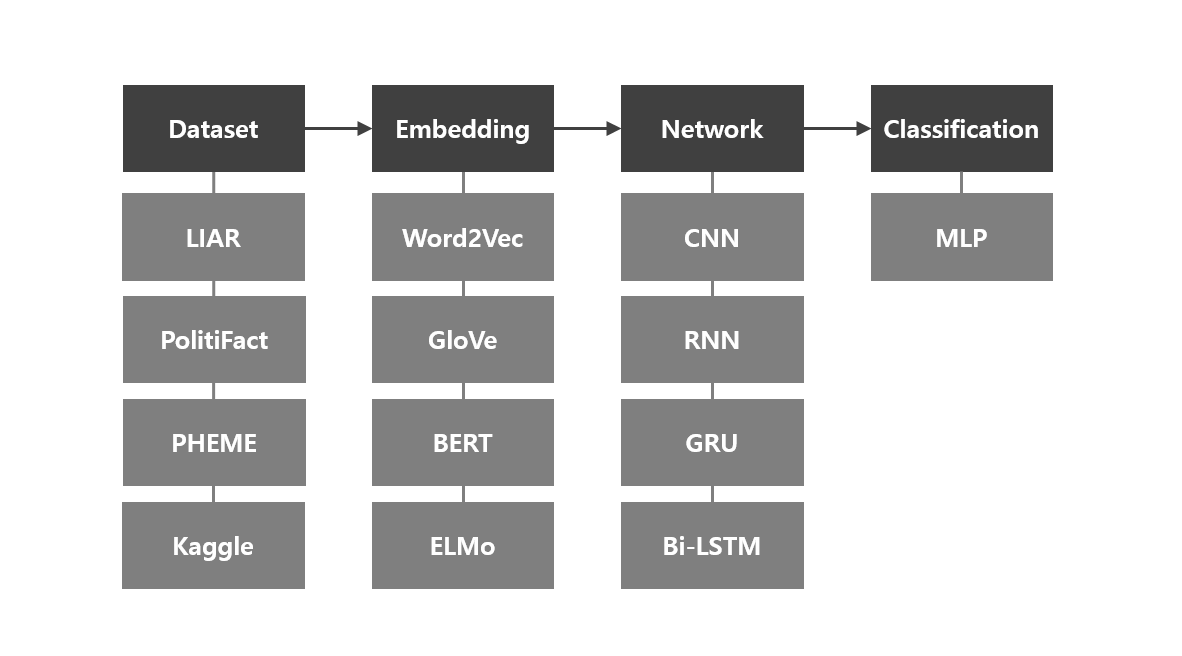 Dataset
Embedding
Network
Classification
LIAR
Word2Vec
CNN
MLP
PolitiFact
GloVe
RNN
PHEME
BERT
GRU
Kaggle
ELMo
Bi-LSTM